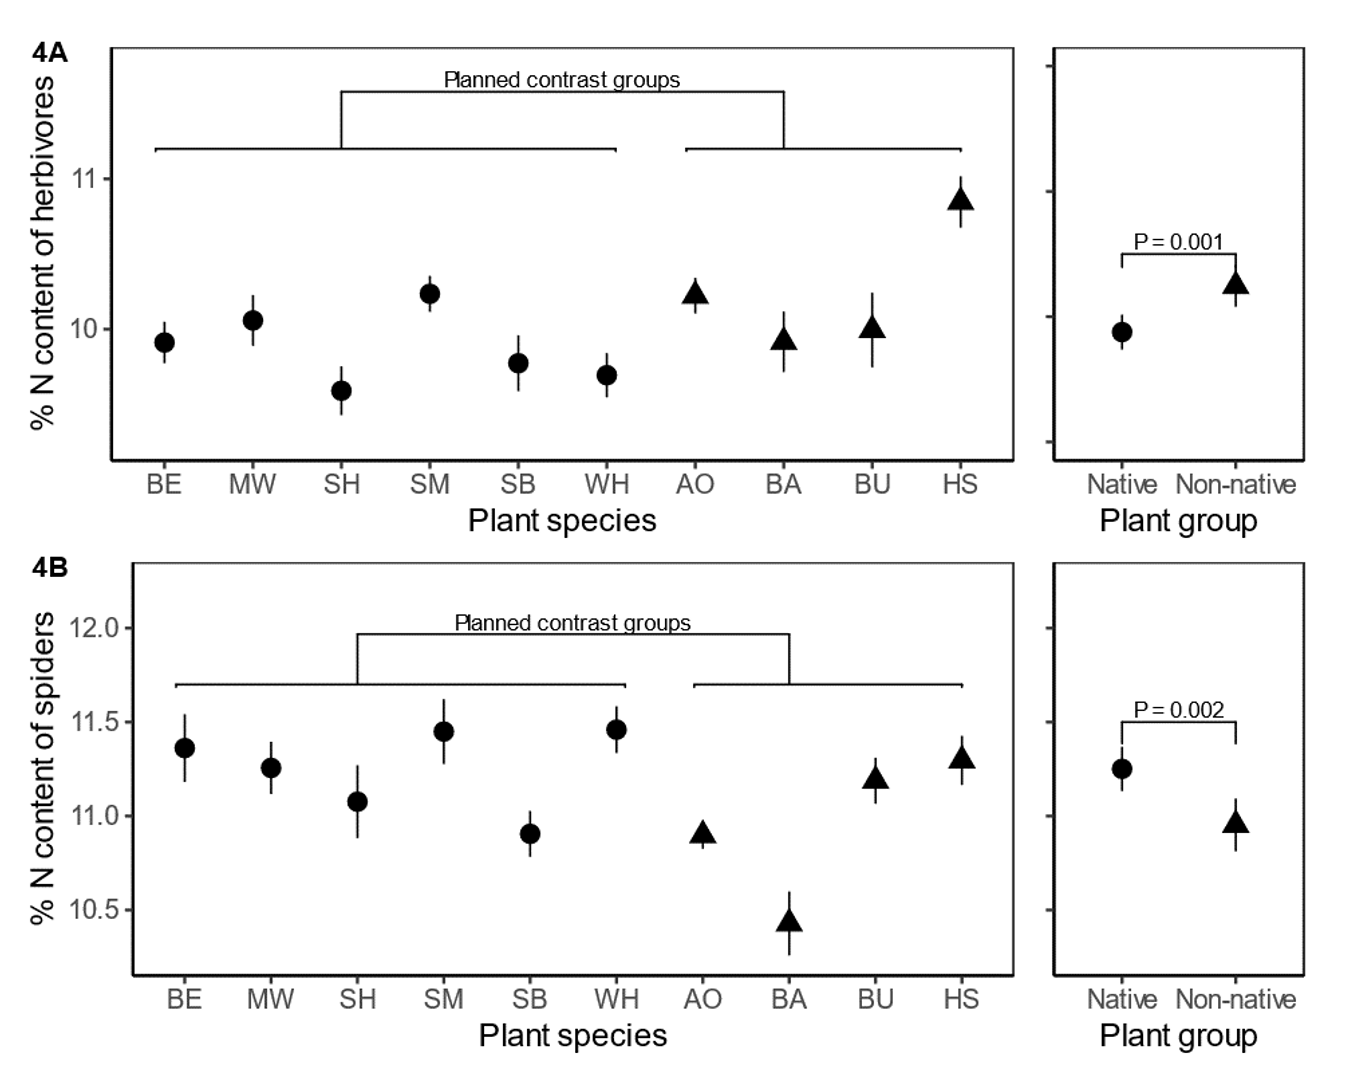 4A
% N content of herbivores
Planned contrast groups
11
10
BE MW SH SM SB WH AO BA BU HS
Plant species
P = 0.001
Native Non-native
Plant group
4B
% N content of spiders
Planned contrast groups
12.0
11.5
11.0
10.5
BE MW SH SM SB WH AO BA BU HS
Plant species
P = 0.002
Native Non-native
Plant group